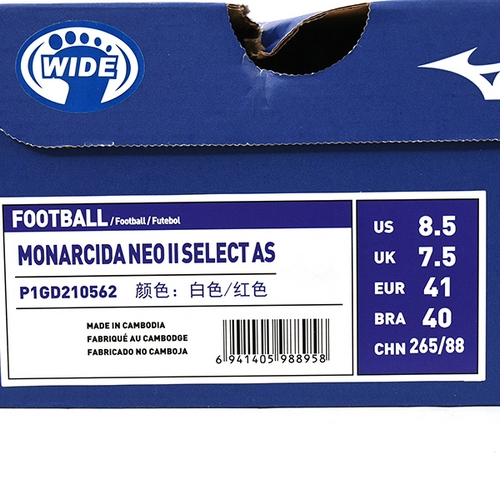 WIDE
FOOTBALL / Football / Futebol
MONARCIDA NEO II SELECT AS
P1GD210562 颜色：白色/红色
MADE IN CAMBODIA
FABRIQUÉ AU CAMBODGE
FABRICADO NO CAMBOJA
6 941405 988958
US 8.5
UK 7.5
EUR 41
BRA 40
CHN 265/88